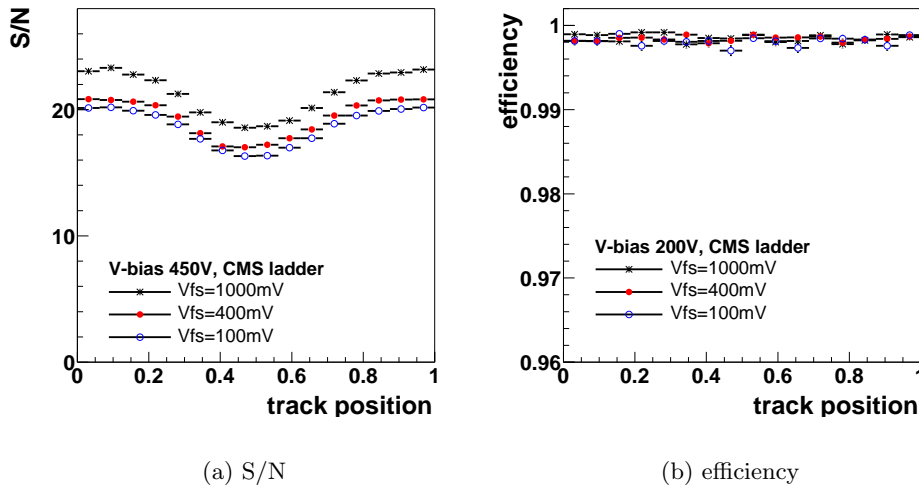 S/N
20
10
0
V-bias 450V, CMS ladder
Vfs=1000mV
Vfs=400mV
Vfs=100mV
0 0.2 0.4 0.6 0.8 1
track position
(a) S/N
efficiency
1
0.99
0.98
0.97
0.96
V-bias 200V, CMS ladder
Vfs=1000mV
Vfs=400mV
Vfs=100mV
0 0.2 0.4 0.6 0.8 1
track position
(b) efficiency